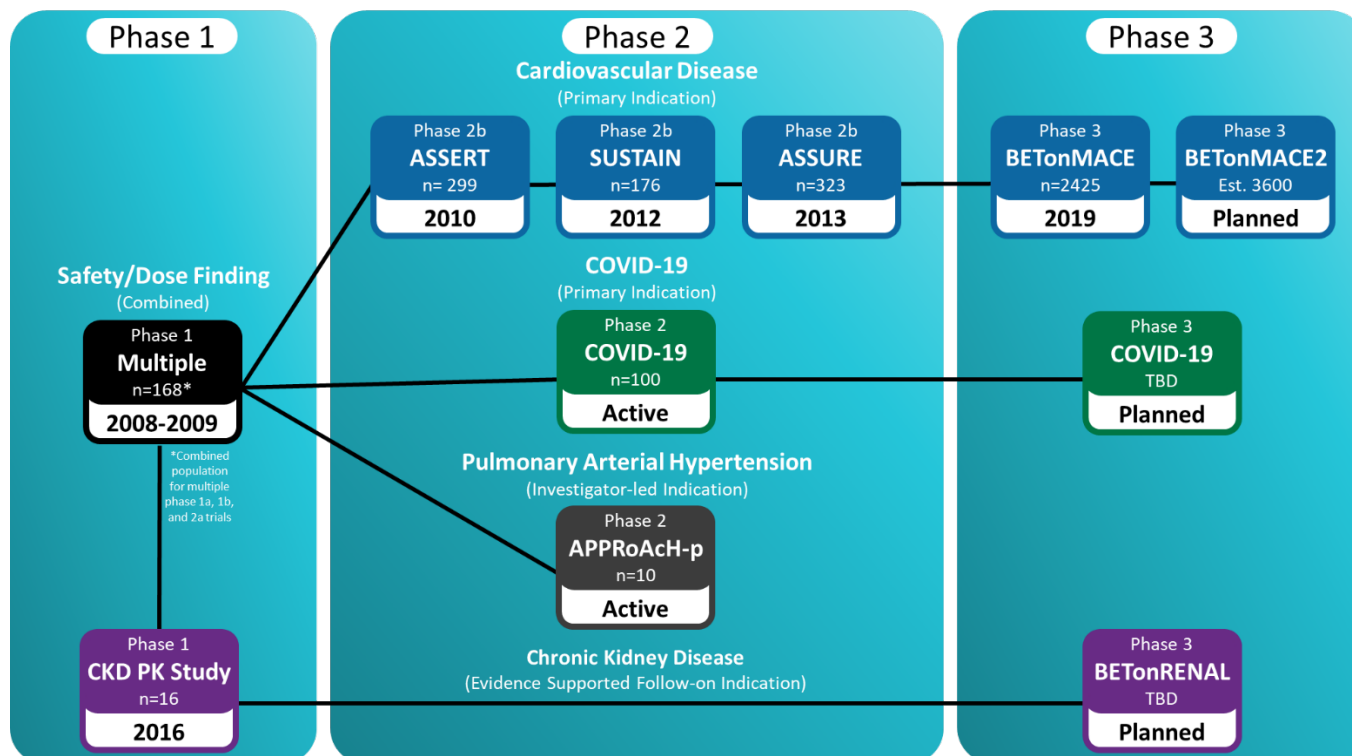 Phase 1
Safety/Dose Finding
(Combined)
Phase 1
Multiple
n=168*
2008-2009
*Combined
population
for multiple
phase 1a, 1b,
and 2a trials
Phase 1
CKD PK Study
n=16
2016
Phase 2
Cardiovascular Disease
(Primary Indication)
Phase 2b
ASSERT
n= 299
2010
Phase 2b
SUSTAIN
n=176
2012
Phase 2b
ASSURE
n=323
2013
COVID-19
(Primary Indication)
Phase 2
COVID-19
n=100
Active
Pulmonary Arterial Hypertension
(Investigator-led Indication)
Phase 2
APPRoAcH-p
n=10
Active
Chronic Kidney Disease
(Evidence Supported Follow-on Indication)
Phase 3
Phase 3
BETonMACE
n=2425
2019
Phase 3
BETonMACE2
Est. 3600
Planned
Phase 3
COVID-19
TBD
Planned
Phase 3
BETonRENAL
TBD
Planned